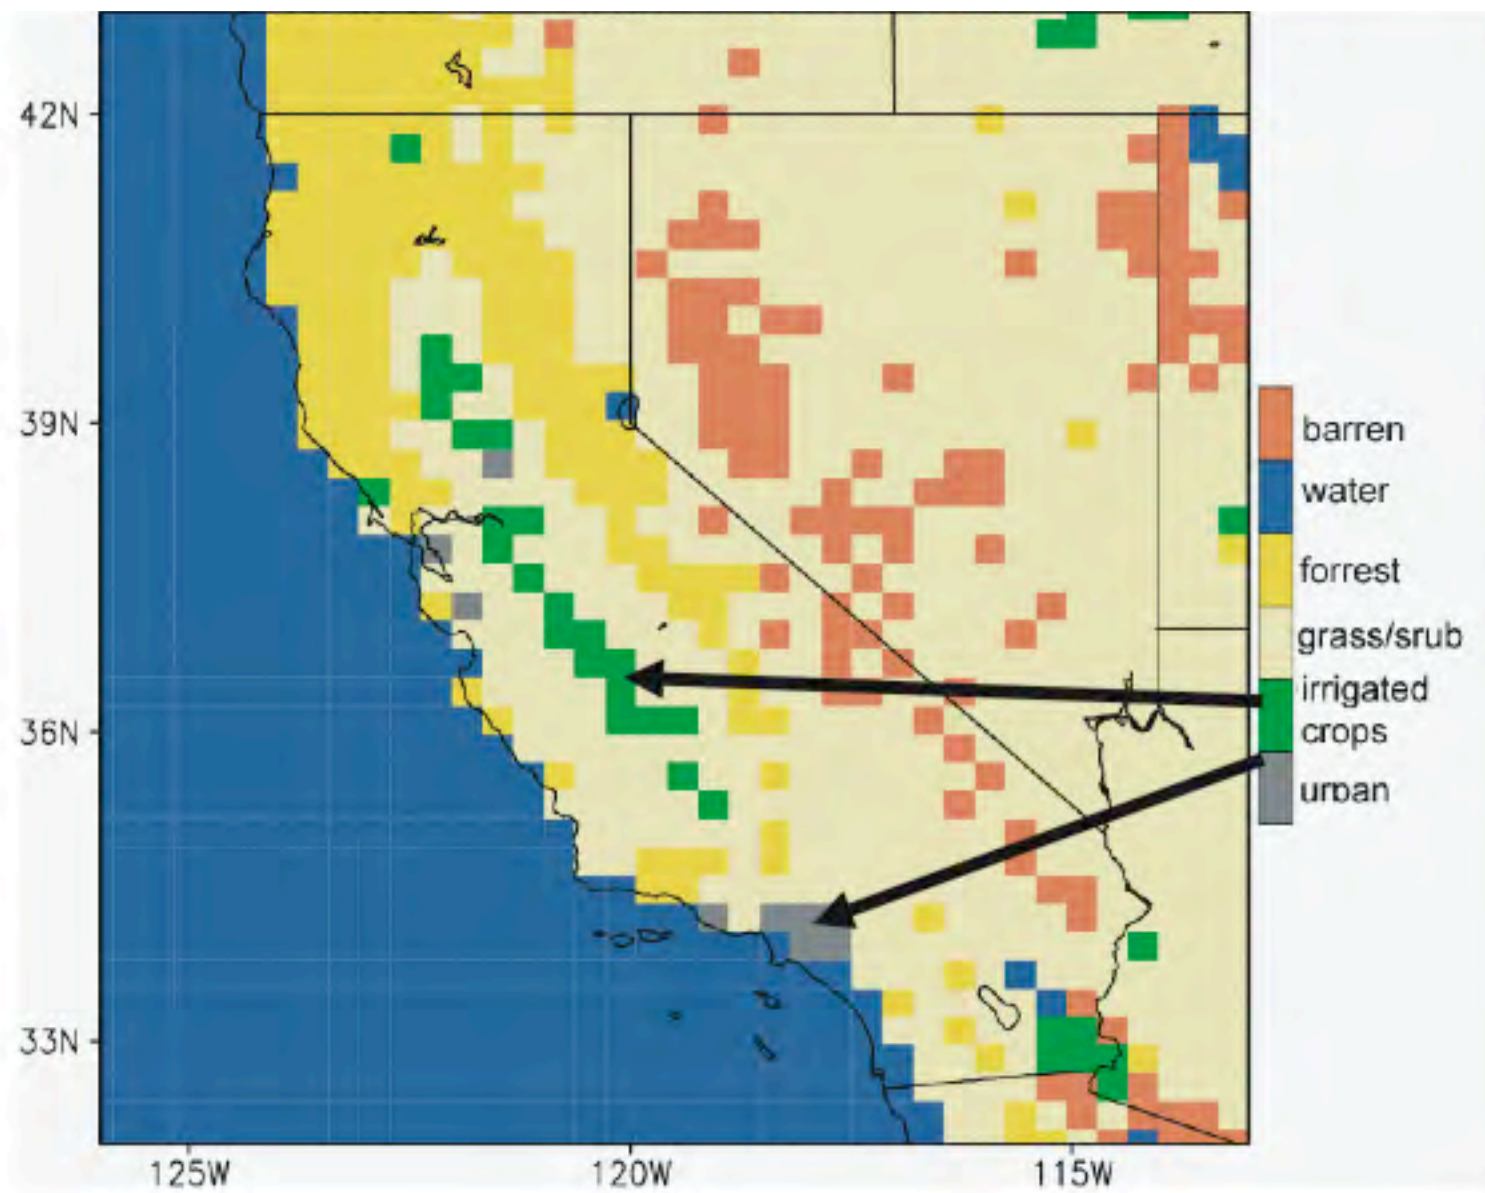 42N
39N
36N
33N
125W
120W
115W
barren
water
forrest
grass/srub
irrigated
crops
urban